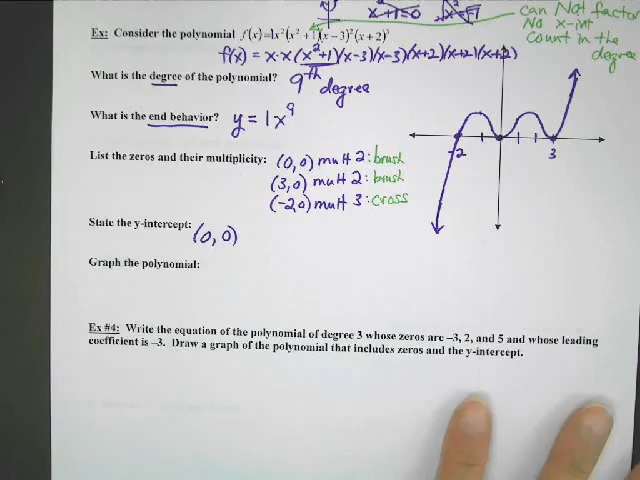 x²+1=0 √x²=√-1
can Not factor
No x-int
Count in the
degree
Ex: Consider the polynomial f(x)=1x²(x²+1)(x−3)²(x+2)³
f(x) = x·x(x²+1)(x-3)(x-3)(x+2)(x+2)(x+2)
What is the degree of the polynomial? 9th degree
What is the end behavior? y = 1x⁹
List the zeros and their multiplicity: (0,0) mult 2: brush
(3,0) mult 2: brush
(-2,0) mult 3: cross
-2 3
State the y-intercept: (0,0)
Graph the polynomial:
Ex #4: Write the equation of the polynomial of degree 3 whose zeros are −3, 2, and 5 and whose leading
coefficient is −3. Draw a graph of the polynomial that includes zeros and the y-intercept.